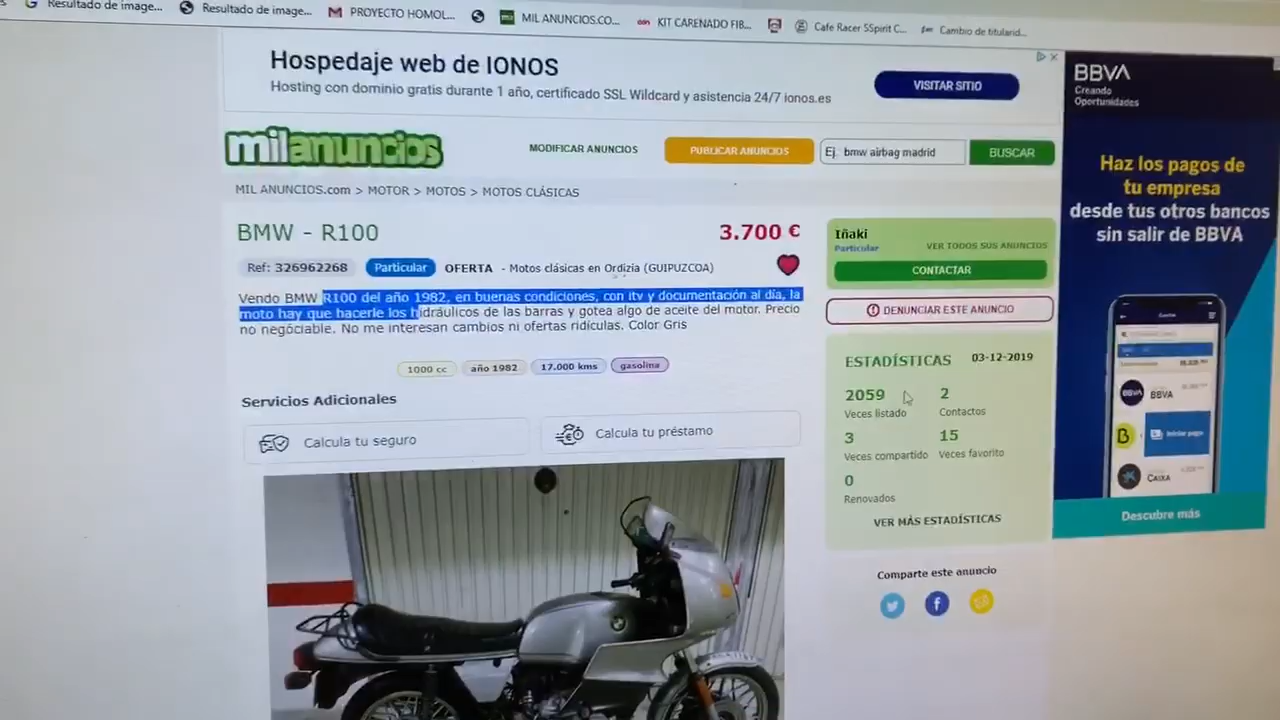 Resultado de image...
Resultado de image...
PROYECTO HOMOL...
MIL ANUNCIOS.CO...
KIT CARENADO FIB...
Cafe Racer SSpirit C...
Cambio de titularid...
Hospedaje web de IONOS
Hosting con dominio gratis durante 1 año, certificado SSL Wildcard y asistencia 24/7 ionos.es
VISITAR SITIO
BBVA
Creando
Oportunidades
milanuncios
MODIFICAR ANUNCIOS
PUBLICAR ANUNCIOS
Ej. bmw airbag madrid
BUSCAR
MIL ANUNCIOS.com > MOTOR > MOTOS > MOTOS CLÁSICAS
BMW - R100
3.700 €
Ref: 326962268
Particular
OFERTA - Motos clásicas en Ordizia (GUIPUZCOA)
Vendo BMW R100 del año 1982, en buenas condiciones, con itv y documentación al día, la
moto hay que hacerle los hidráulicos de las barras y gotea algo de aceite del motor. Precio
no negociable. No me interesan cambios ni ofertas ridículas. Color Gris
1000 cc
año 1982
17.000 kms
gasolina
Servicios Adicionales
Calcula tu seguro
Calcula tu préstamo
Iñaki
Particular
VER TODOS SUS ANUNCIOS
CONTACTAR
DENUNCIAR ESTE ANUNCIO
ESTADÍSTICAS
03-12-2019
2059
Veces listado
2
Contactos
3
Veces compartido
15
Veces favorito
0
Renovados
VER MÁS ESTADÍSTICAS
Comparte este anuncio
Haz los pagos de
tu empresa
desde tus otros bancos
sin salir de BBVA
BBVA
Iniciar pago
CAIXA
Descubre más